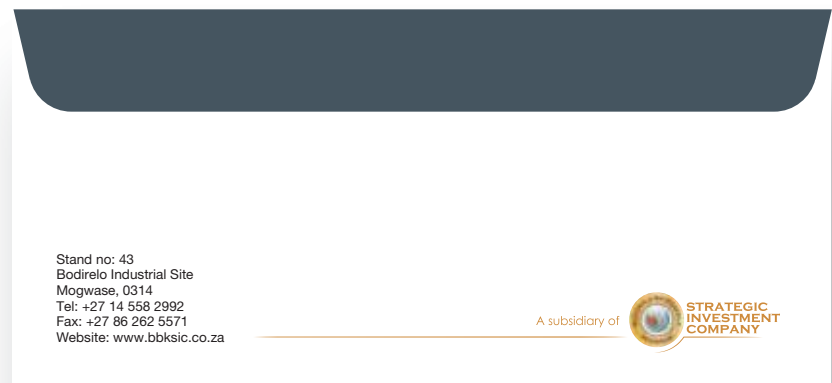 Stand no: 43
Bodirelo Industrial Site
Mogwase, 0314
Tel: +27 14 558 2992
Fax: +27 86 262 5571
Website: www.bbksic.co.za
A subsidiary of
STRATEGIC
INVESTMENT
COMPANY